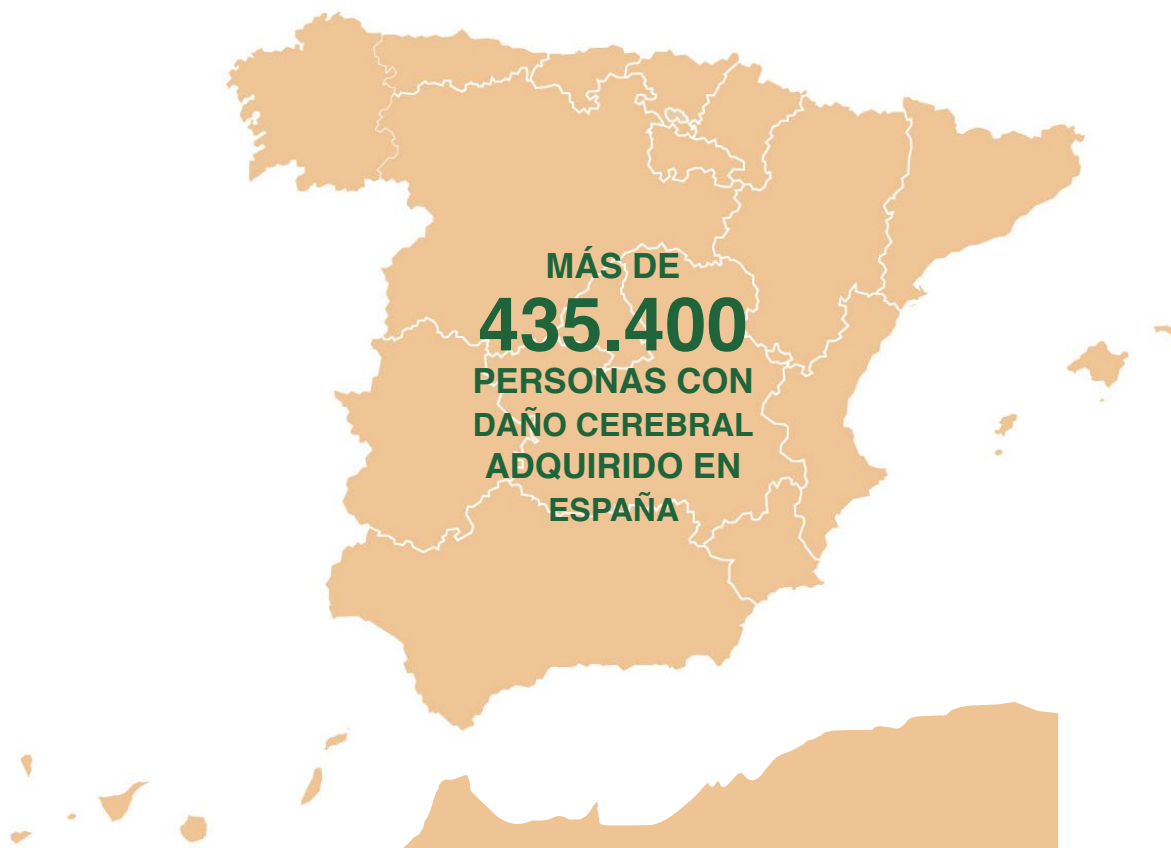 MÁS DE
435.400
PERSONAS CON
DAÑO CEREBRAL
ADQUIRIDO EN
ESPAÑA